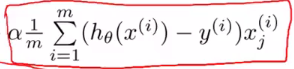 α 1/m ∑_{i=1}^{m} (h_θ(x^{(i)}) − y^{(i)}) x_j^{(i)}